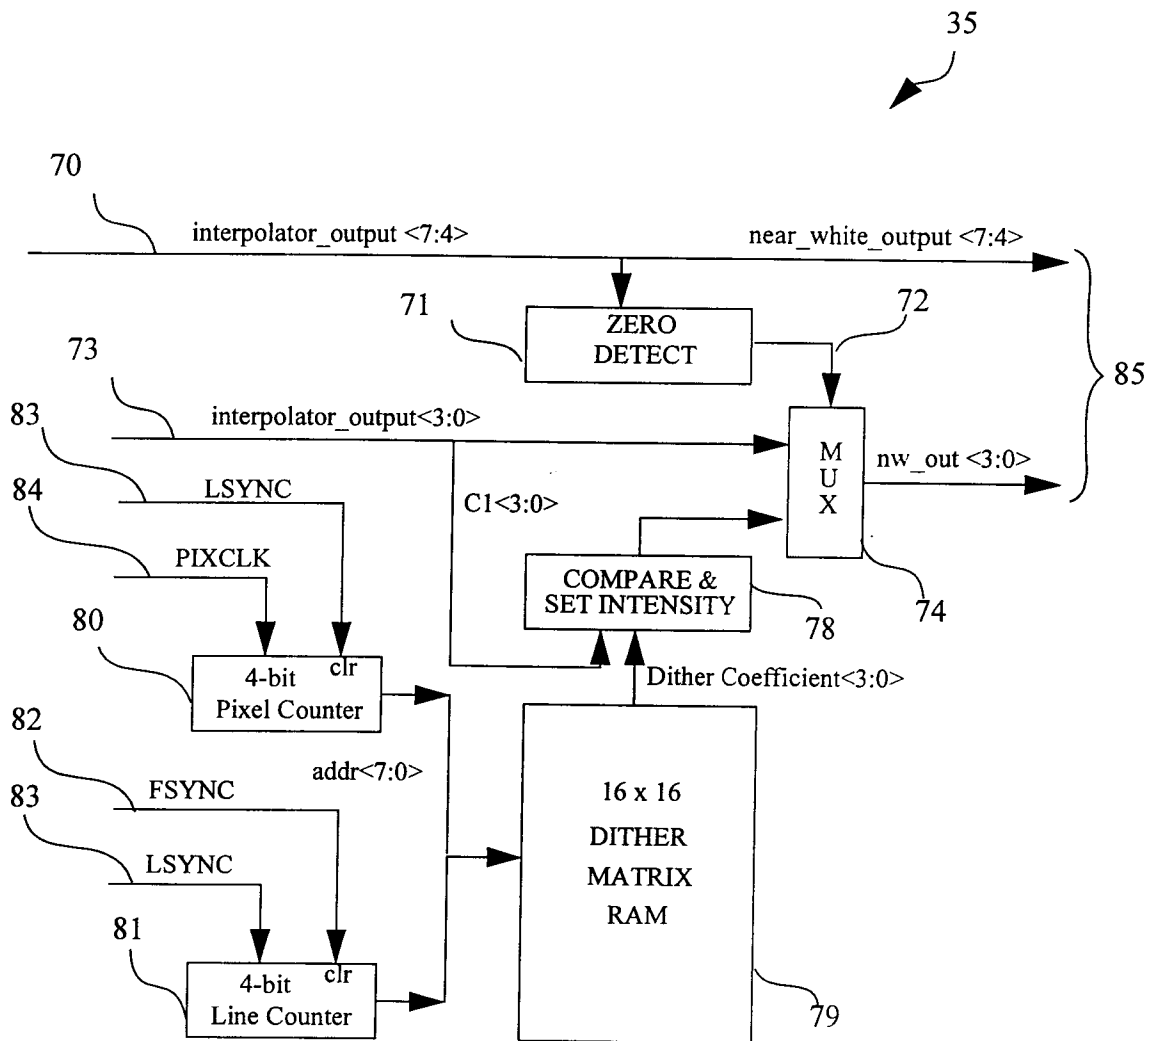 35
70
interpolator_output <7:4>
near_white_output <7:4>
71
ZERO
DETECT
72
73
85
83
interpolator_output<3:0>
M
U
X
nw_out <3:0>
84
LSYNC
C1<3:0>
PIXCLK
COMPARE &
SET INTENSITY
74
78
80
clr
4-bit
Pixel Counter
Dither Coefficient<3:0>
82
addr<7:0>
FSYNC
83
16 x 16
DITHER
MATRIX
RAM
LSYNC
81
clr
4-bit
Line Counter
79